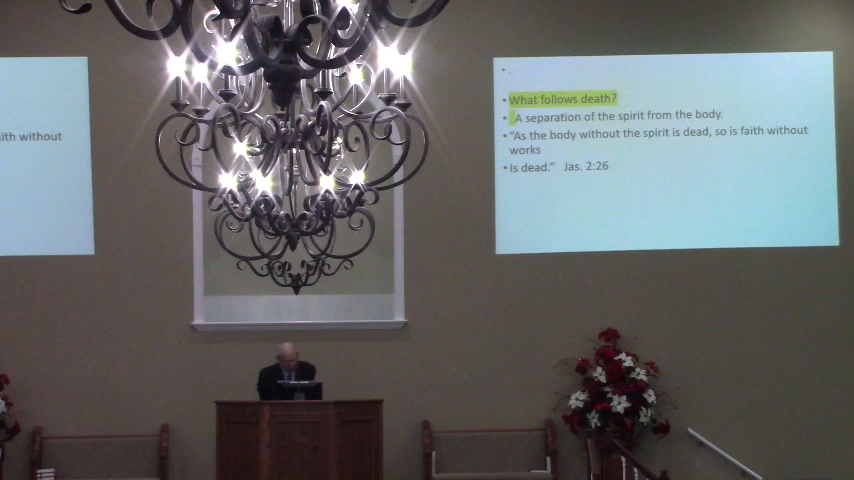 ith without
What follows death?
A separation of the spirit from the body.
"As the body without the spirit is dead, so is faith without
works
Is dead." Jas. 2:26